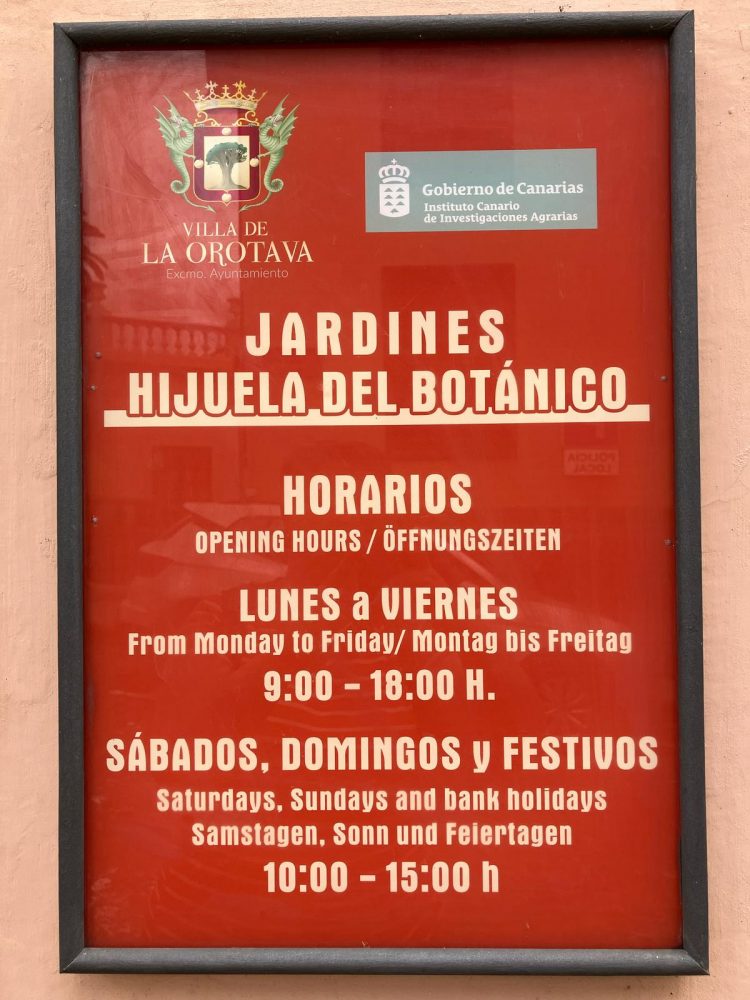 VILLA DE
LA OROTAVA
Excmo. Ayuntamiento
Gobierno de Canarias
Instituto Canario
de Investigaciones Agrarias
JARDINES
HIJUELA DEL BOTÁNICO
POLICIA
LOCAL
HORARIOS
OPENING HOURS / ÖFFNUNGSZEITEN
LUNES a VIERNES
From Monday to Friday/ Montag bis Freitag
9:00 – 18:00 H.
SÁBADOS, DOMINGOS y FESTIVOS
Saturdays, Sundays and bank holidays
Samstagen, Sonn und Feiertagen
10:00 – 15:00 h